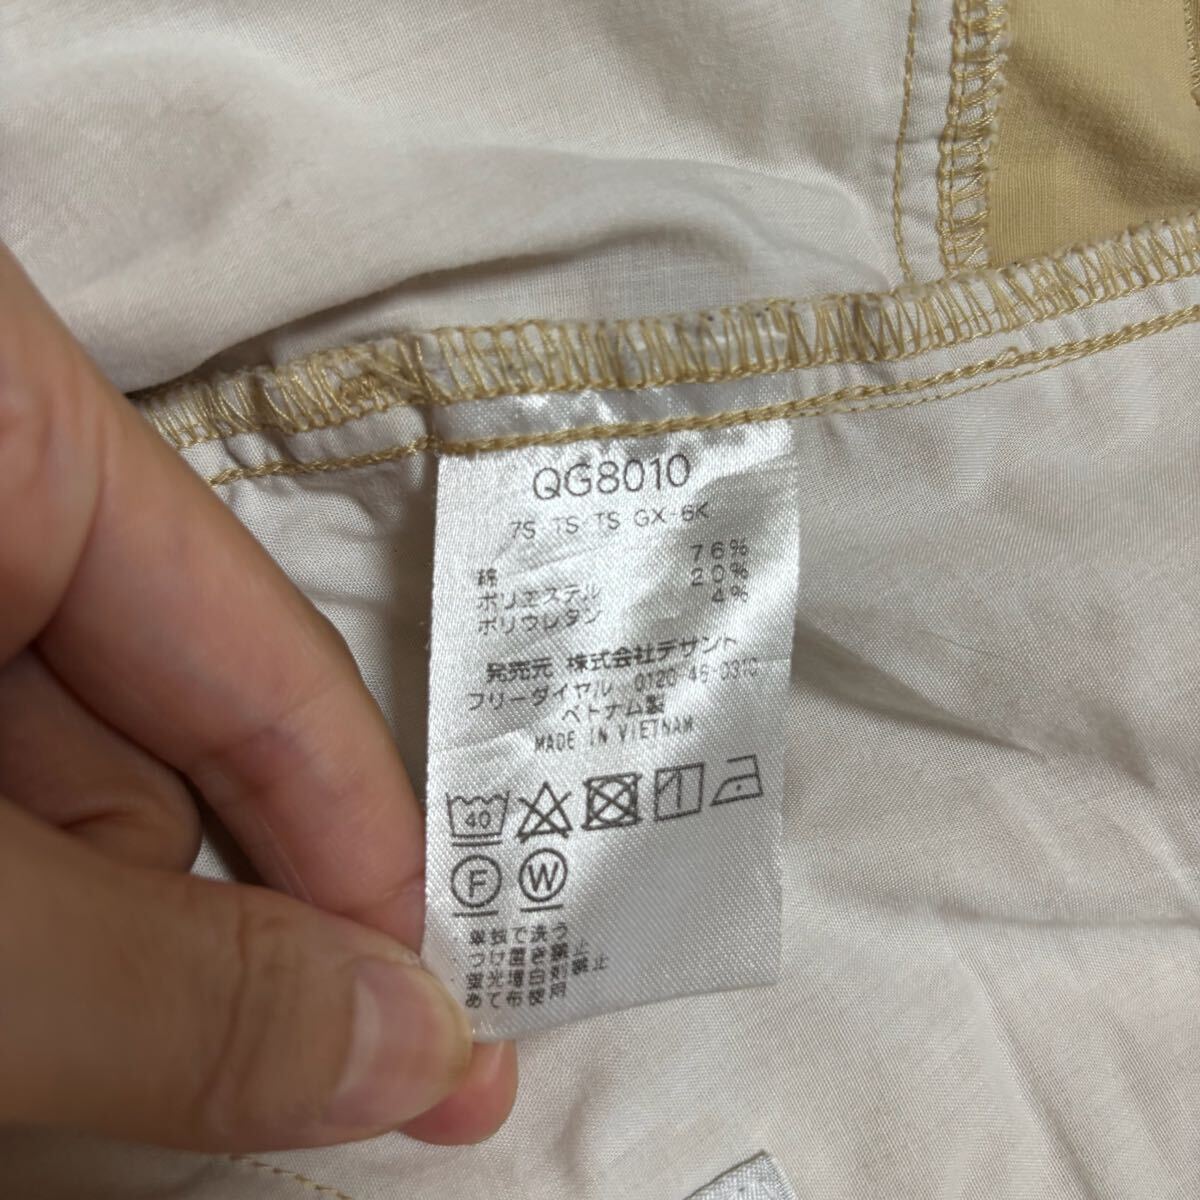 QG8010
7S TS TS GX-6K
綿 76%
ポリエステル 20%
ポリウレタン 4%
発売元 株式会社デサント
フリーダイヤル 0120-46-0310
ベトナム製
MADE IN VIETNAM
40
F W
・単独で洗う
・つけ置き禁止
・蛍光増白剤禁止
・あて布使用